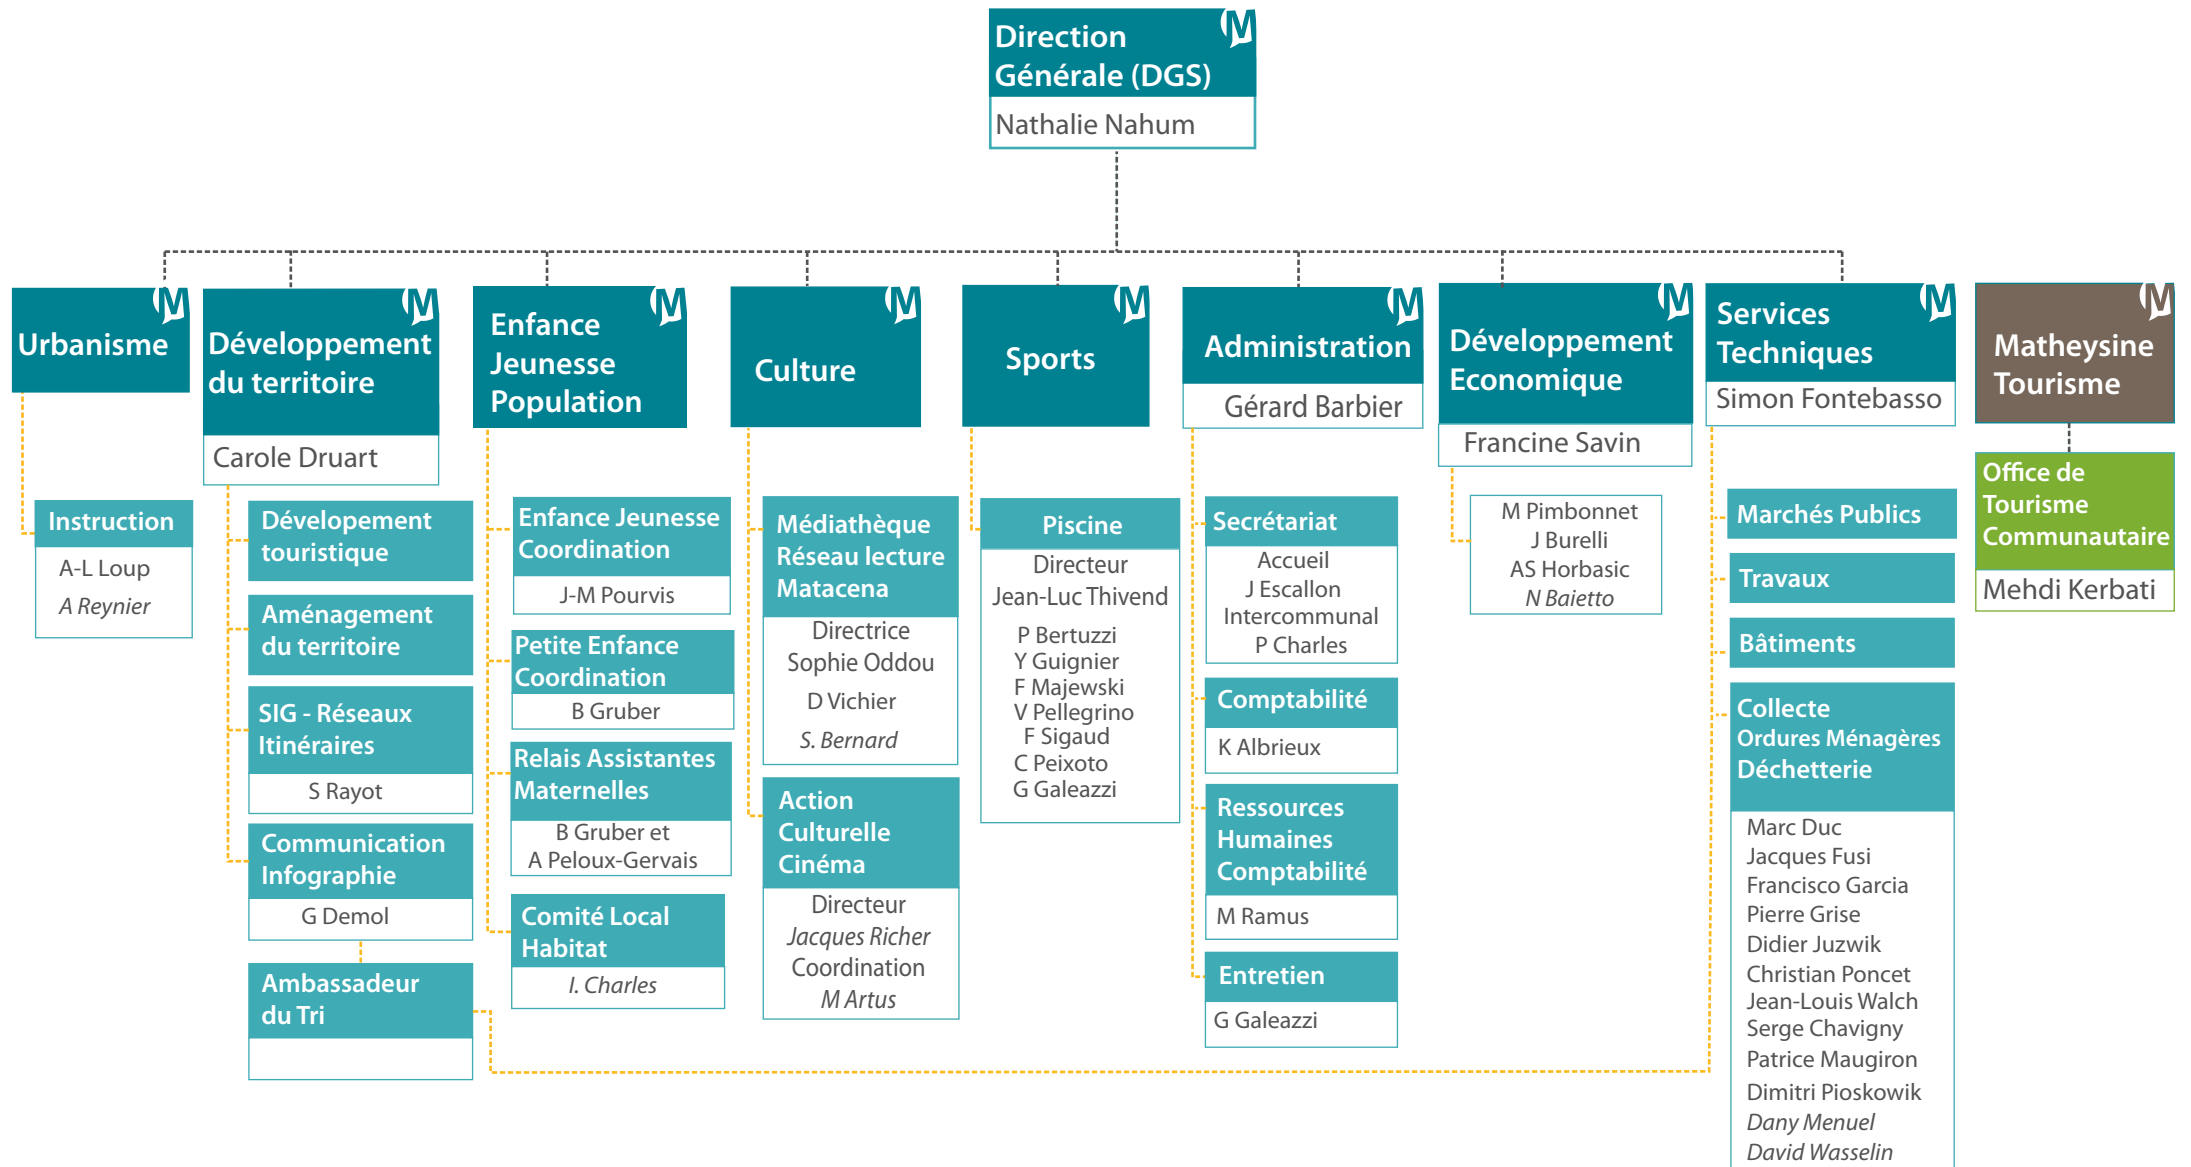 Direction
Générale (DGS)
Nathalie Nahum
Urbanisme
Instruction
A-L Loup
A Reynier
Développement
du territoire
Carole Druart
Dévelopement
touristique
Aménagement
du territoire
SIG - Réseaux
Itinéraires
S Rayot
Communication
Infographie
G Demol
Ambassadeur
du Tri
Enfance
Jeunesse
Population
Enfance Jeunesse
Coordination
J-M Pourvis
Petite Enfance
Coordination
B Gruber
Relais Assistantes
Maternelles
B Gruber et
A Peloux-Gervais
Comité Local
Habitat
I. Charles
Culture
Médiathèque
Réseau lecture
Matacena
Directrice
Sophie Oddou
D Vichier
S. Bernard
Action
Culturelle
Cinéma
Directeur
Jacques Richer
Coordination
M Artus
Sports
Piscine
Directeur
Jean-Luc Thivend
P Bertuzzi
Y Guignier
F Majewski
V Pellegrino
F Sigaud
C Peixoto
G Galeazzi
Administration
Gérard Barbier
Secrétariat
Accueil
J Escallon
Intercommunal
P Charles
Comptabilité
K Albrieux
Ressources
Humaines
Comptabilité
M Ramus
Entretien
G Galeazzi
Développement
Economique
Francine Savin
M Pimbonnet
J Burelli
AS Horbasic
N Baietto
Services
Techniques
Simon Fontebasso
Marchés Publics
Travaux
Bâtiments
Collecte
Ordures Ménagères
Déchetterie
Marc Duc
Jacques Fusi
Francisco Garcia
Pierre Grise
Didier Juzwik
Christian Poncet
Jean-Louis Walch
Serge Chavigny
Patrice Maugiron
Dimitri Pioskowik
Dany Menuel
David Wasselin
Matheysine
Tourisme
Office de
Tourisme
Communautaire
Mehdi Kerbati